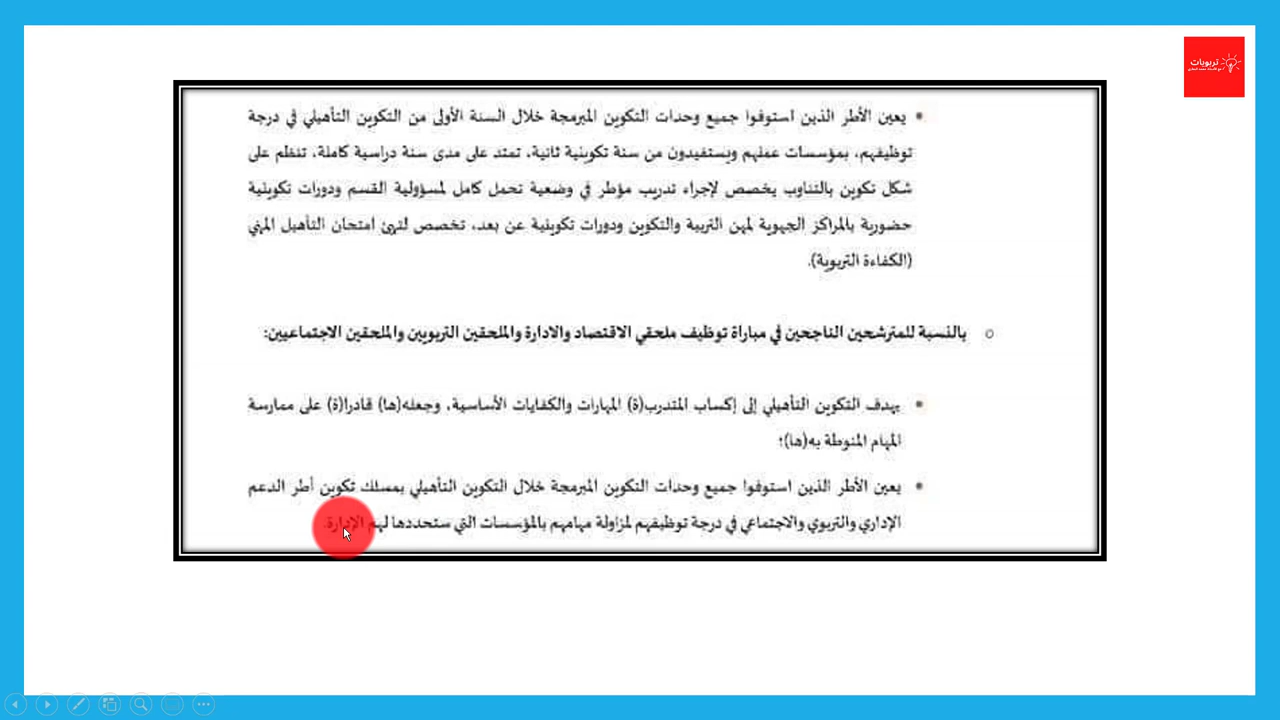 تربويات
يعين الأطر الذين استوفوا جميع وحدات التكوين المبرمجة خلال السنة الأولى من التكوين التأهيلي في درجة
توظيفهم، بمؤسسات عملهم ويستفيدون من سنة تكوينية ثانية، تمتد على مدى سنة دراسية كاملة، تنظم على
شكل تكوين بالتناوب يخصص لإجراء تدريب مؤطر في وضعية تحمل كامل لمسؤولية القسم ودورات تكوينية
حضورية بالمراكز الجهوية لمهن التربية والتكوين ودورات تكوينية عن بعد، تخصص لتهيئ امتحان التأهيل المهني
(الكفاءة التربوية).
بالنسبة للمترشحين الناجحين في مباراة توظيف ملحقي الاقتصاد والادارة والملحقين التربويين والملحقين الاجتماعيين:
يهدف التكوين التأهيلي إلى إكساب المتدرب(ة) المهارات والكفايات الأساسية، وجعله(ها) قادرا(ة) على ممارسة
المهام المنوطة به(ها)؛
يعين الأطر الذين استوفوا جميع وحدات التكوين المبرمجة خلال التكوين التأهيلي بمسلك تكوين أطر الدعم
الإداري والتربوي والاجتماعي في درجة توظيفهم لمزاولة مهامهم بالمؤسسات التي ستحددها لهم الإدارة.